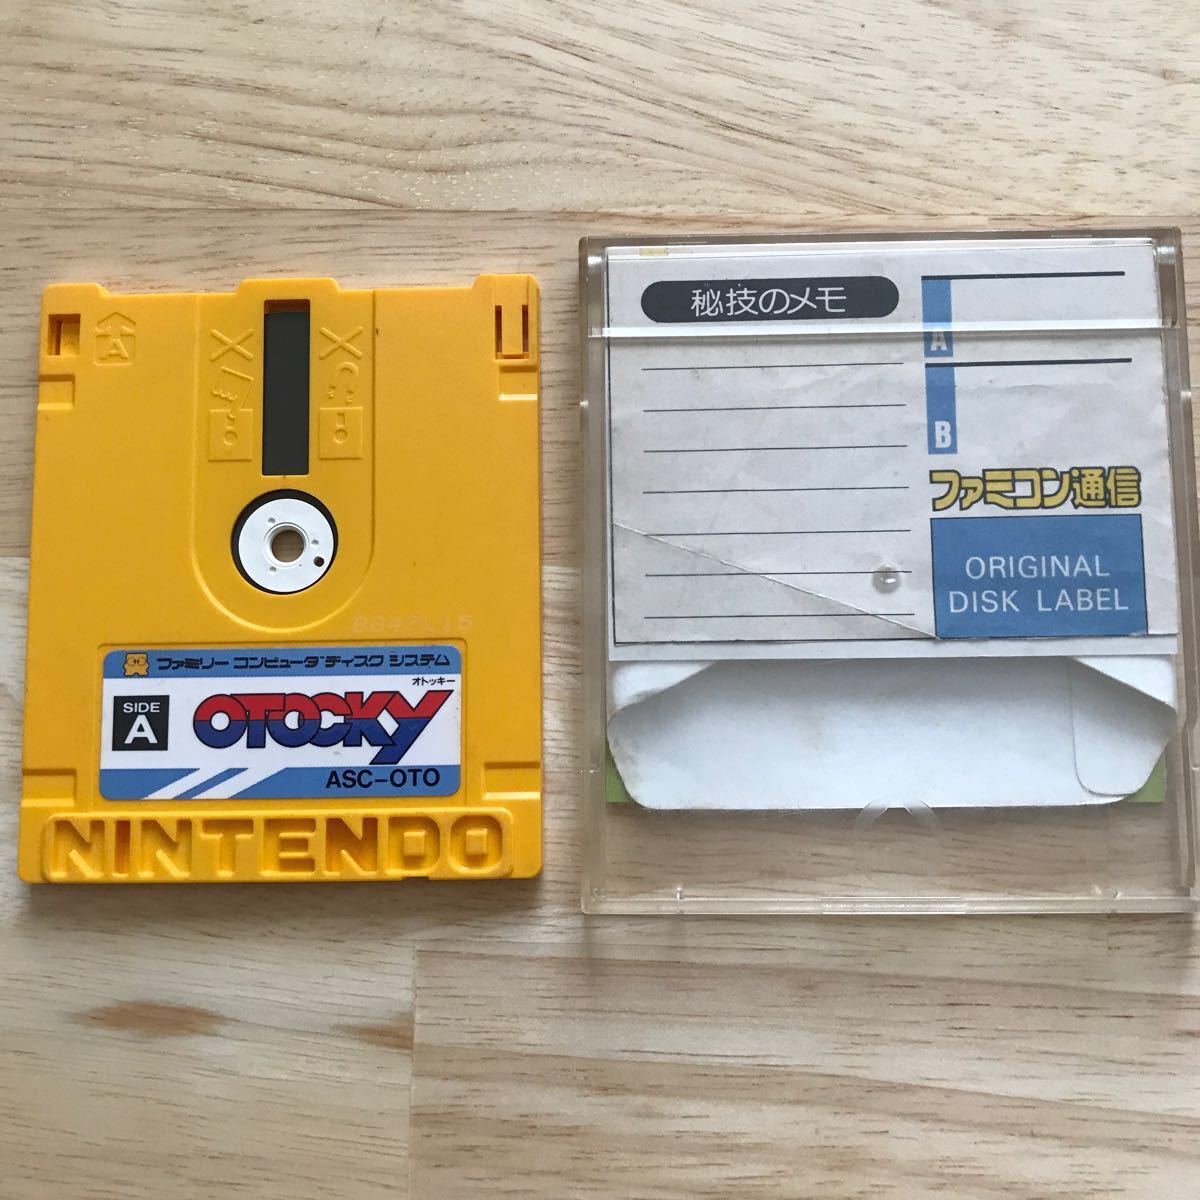 A
B047L15
ファミリー コンピュータ ディスク システム
オトッキー
SIDE
A
OTOCKY
ASC-OTO
NINTENDO
秘技のメモ
A
B
ファミコン通信
ORIGINAL
DISK LABEL